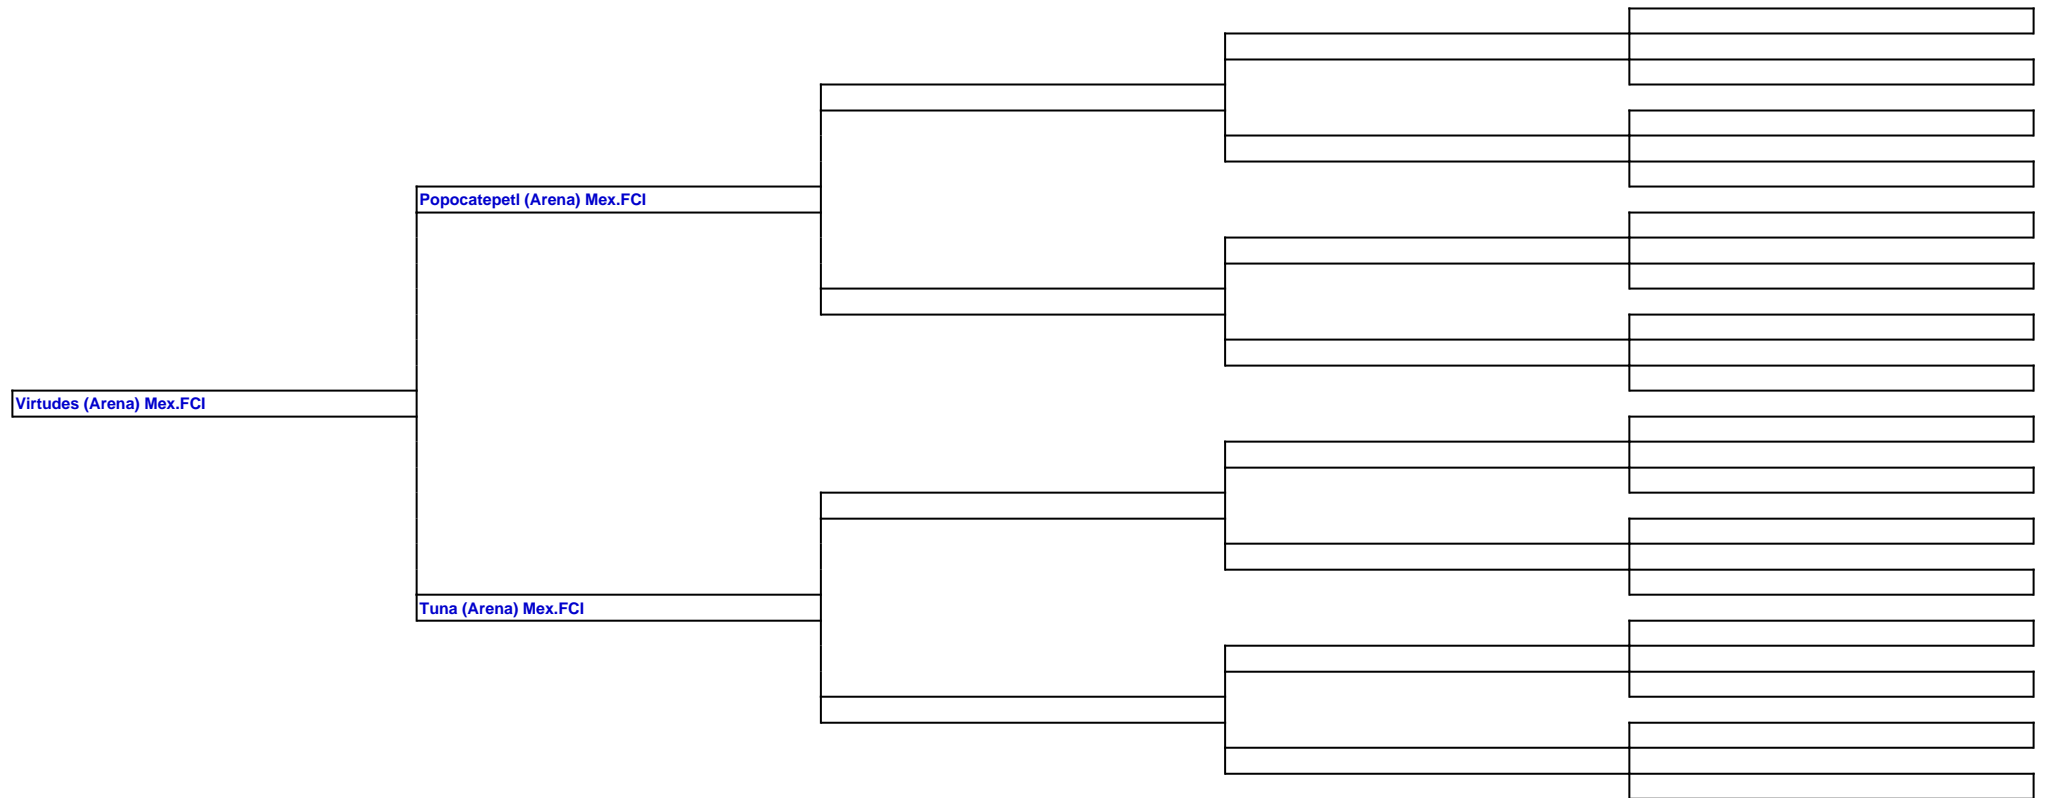 Popocatepetl (Arena) Mex.FCI
Virtudes (Arena) Mex.FCI
Tuna (Arena) Mex.FCI